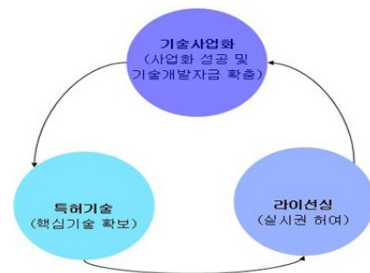 기술사업화
(사업화 성공 및
기술개발자금 확충)
특허기술
(핵심기술 확보)
라이선싱
(실시권 허여)